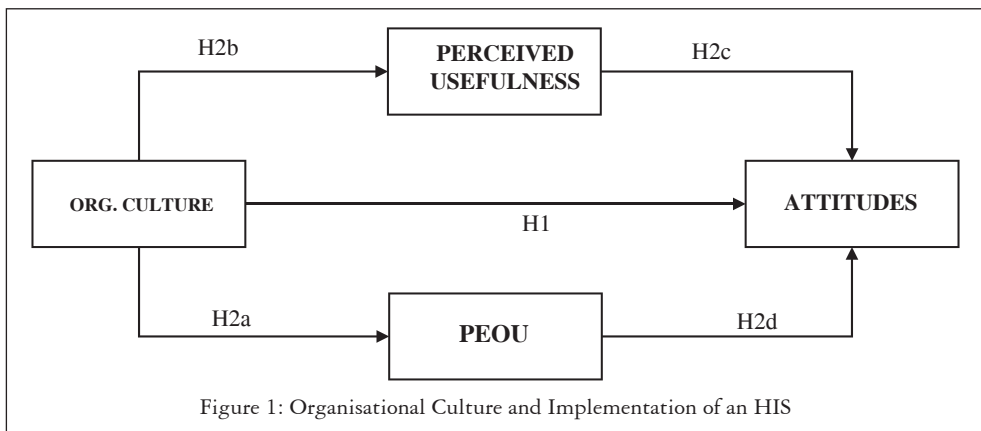 H2b
PERCEIVED
USEFULNESS
H2c
ORG. CULTURE
H1
ATTITUDES
H2a
PEOU
H2d
Figure 1: Organisational Culture and Implementation of an HIS